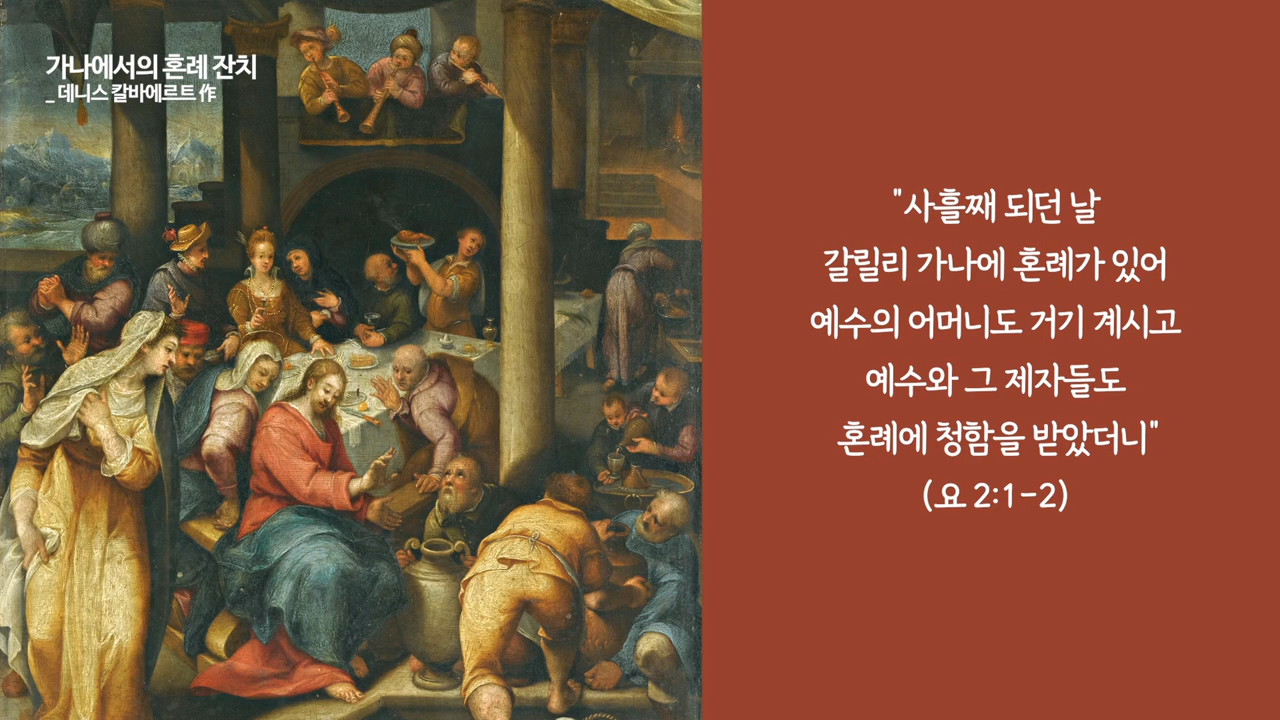 가나에서의 혼례 잔치
_ 데니스 칼바에르트 作
"사흘째 되던 날
갈릴리 가나에 혼례가 있어
예수의 어머니도 거기 계시고
예수와 그 제자들도
혼례에 청함을 받았더니"
(요 2:1-2)